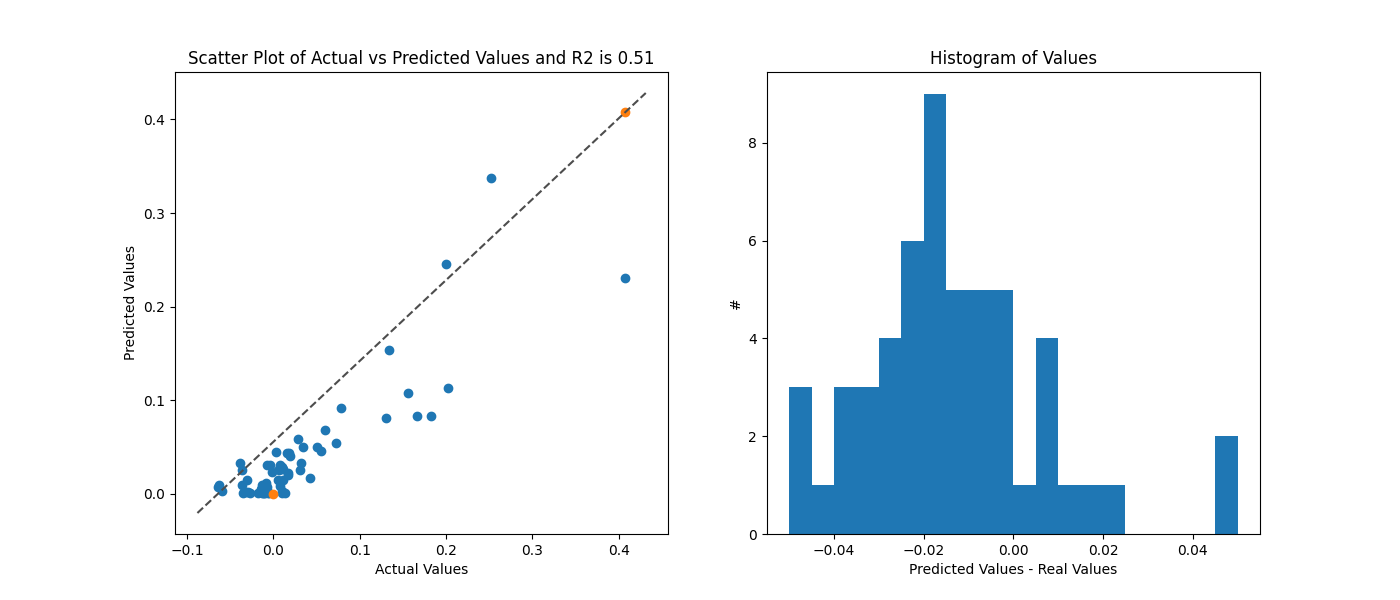 Scatter Plot of Actual vs Predicted Values and R2 is 0.51
0.4
0.3
0.2
0.1
0.0
Predicted Values
−0.1 0.0 0.1 0.2 0.3 0.4
Actual Values
Histogram of Values
8
6
4
2
0
#
−0.04 −0.02 0.00 0.02 0.04
Predicted Values - Real Values